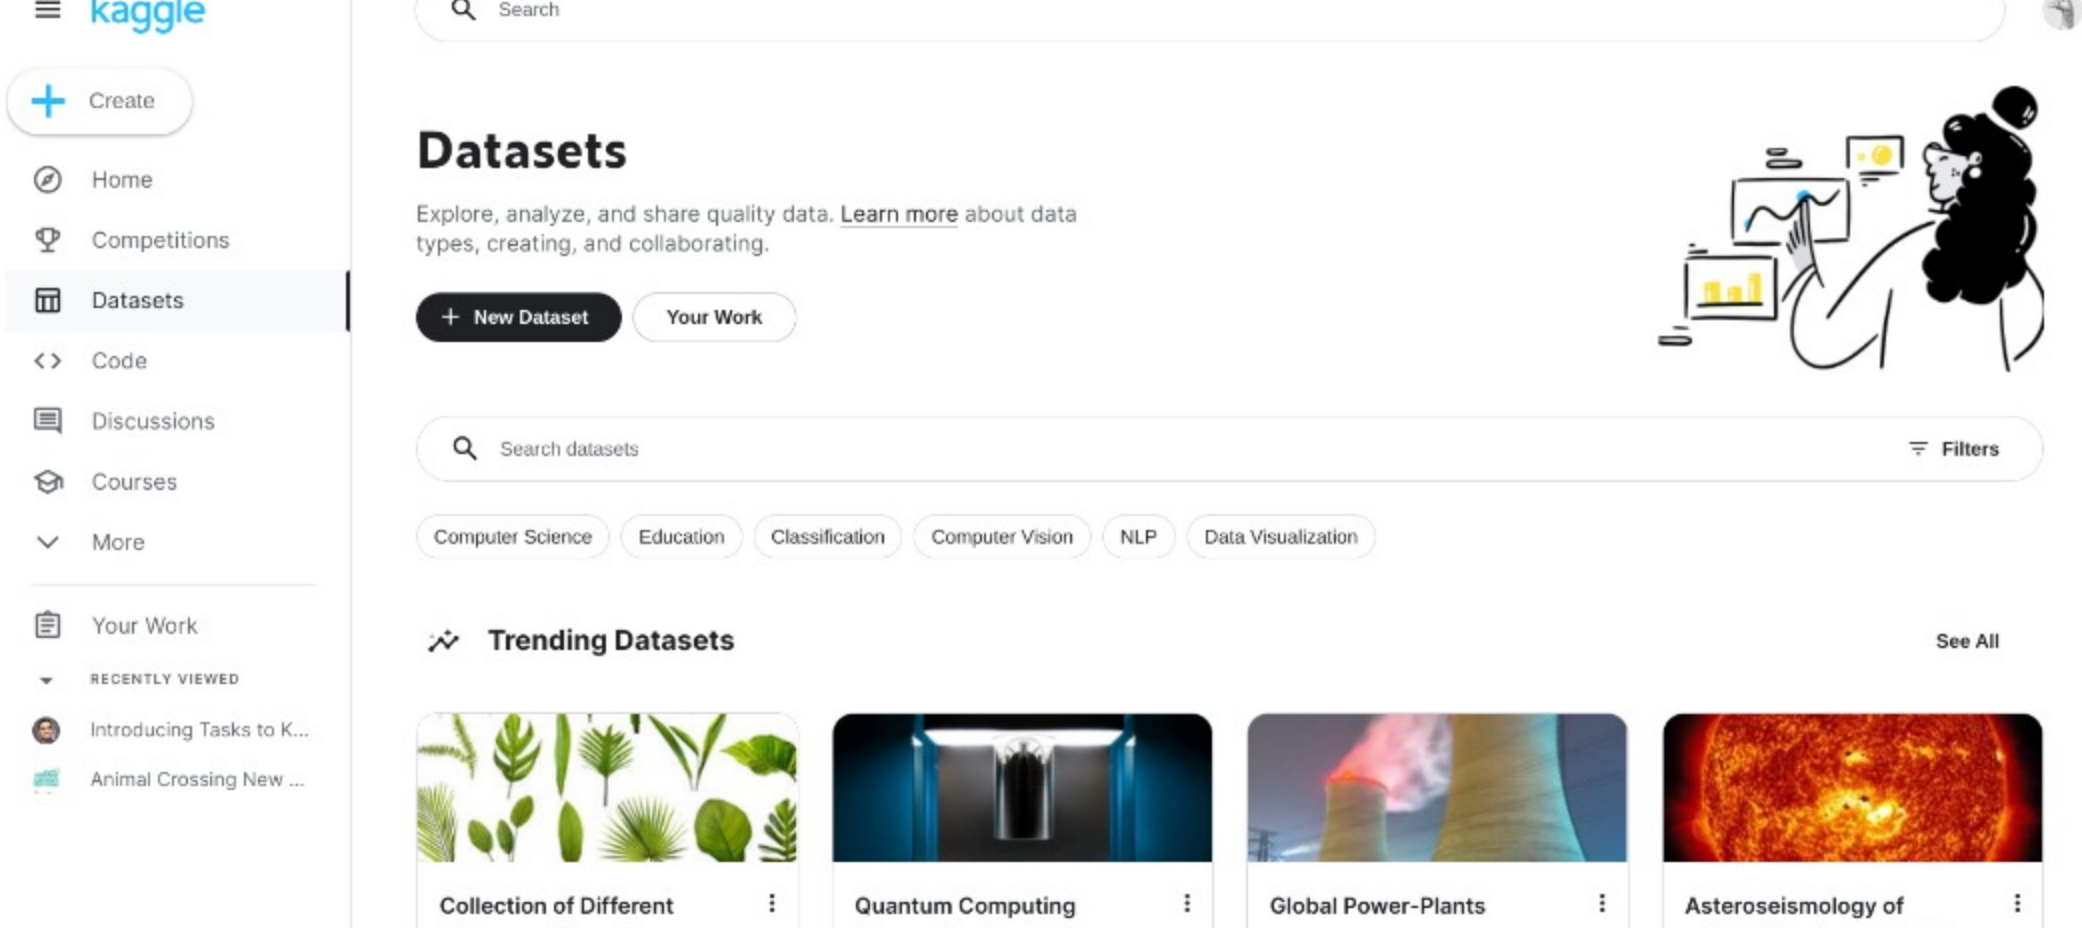 kaggle
Search
Create
Home
Competitions
Datasets
Code
Discussions
Courses
More
Your Work
RECENTLY VIEWED
Introducing Tasks to K...
Animal Crossing New ...
Datasets
Explore, analyze, and share quality data. Learn more about data
types, creating, and collaborating.
+ New Dataset
Your Work
Search datasets
Filters
Computer Science
Education
Classification
Computer Vision
NLP
Data Visualization
Trending Datasets
See All
Collection of Different
Quantum Computing
Global Power-Plants
Asteroseismology of